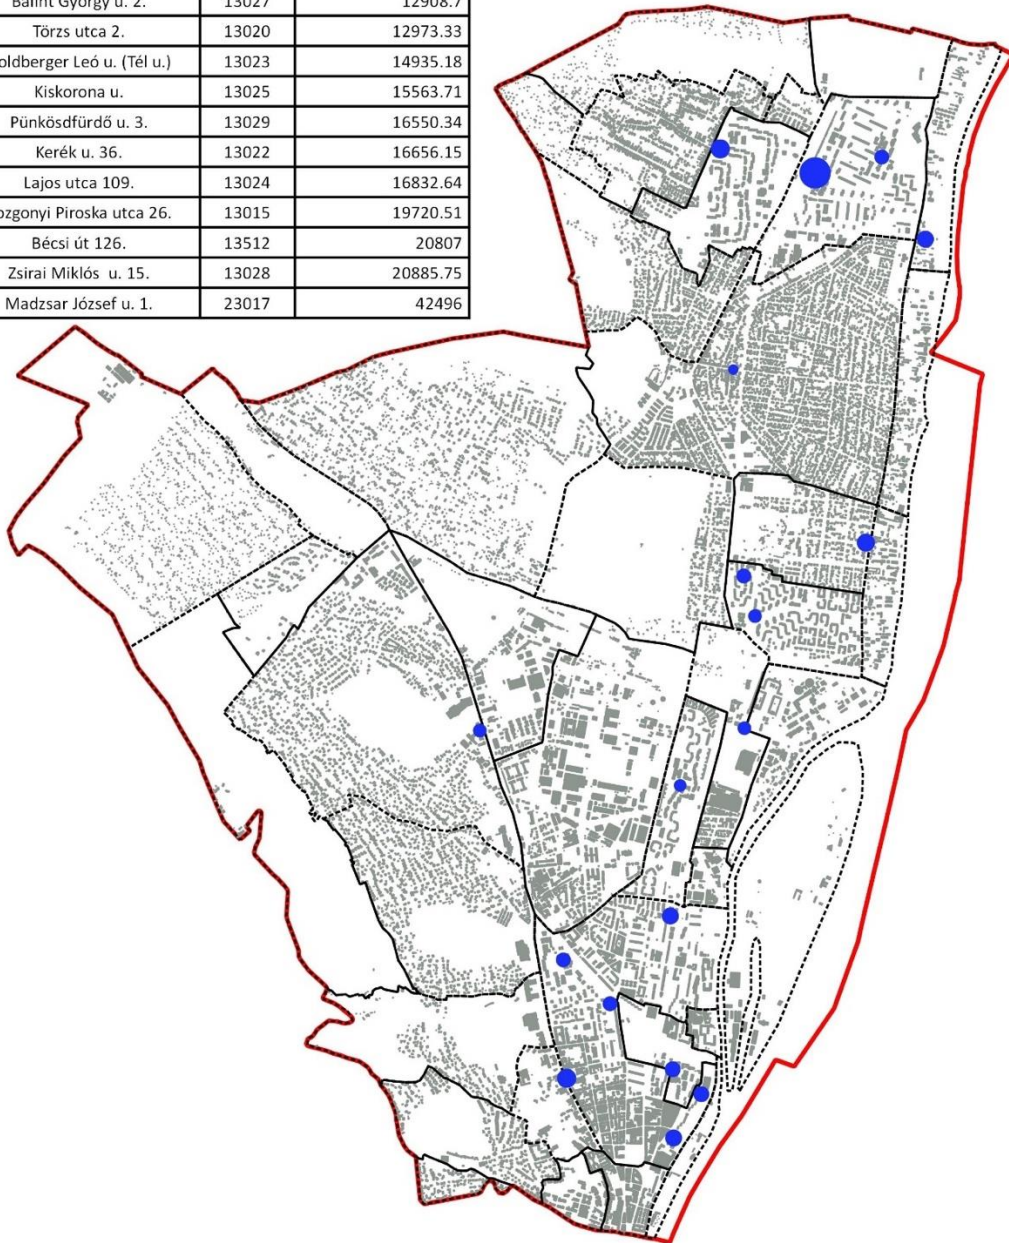 Bálint György u. 2. 13027 12908.7
Törzs utca 2. 13020 12973.33
oldberger Leó u. (Tél u.) 13023 14935.18
Kiskorona u. 13025 15563.71
Pünkösdfürdő u. 3. 13029 16550.34
Kerék u. 36. 13022 16656.15
Lajos utca 109. 13024 16832.64
ozgonyi Piroska utca 26. 13015 19720.51
Bécsi út 126. 13512 20807
Zsirai Miklós u. 15. 13028 20885.75
Madzsar József u. 1. 23017 42496